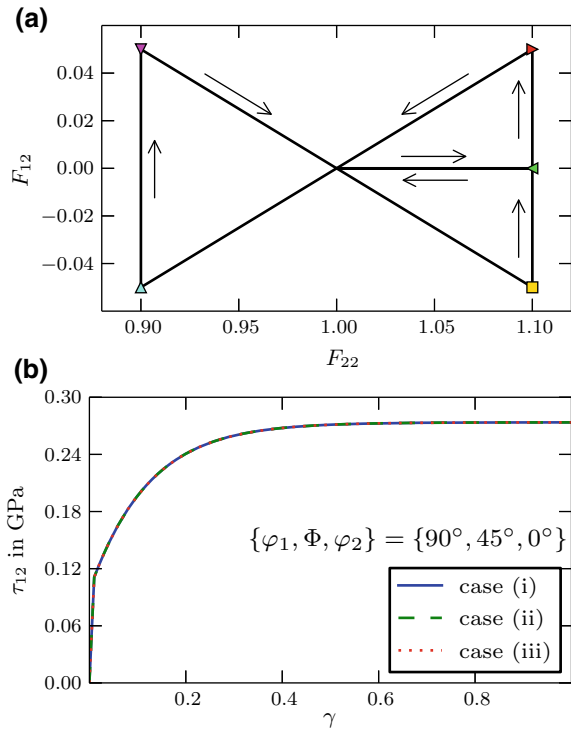 (a)
0.04
0.02
0.00
−0.02
−0.04
F₁₂
0.90
0.95
1.00
1.05
1.10
F₂₂
(b)
0.30
0.24
0.18
0.12
0.06
0.00
τ₁₂ in GPa
{φ₁, Φ, φ₂} = {90°, 45°, 0°}
case (i)
case (ii)
case (iii)
0.2
0.4
0.6
0.8
γ